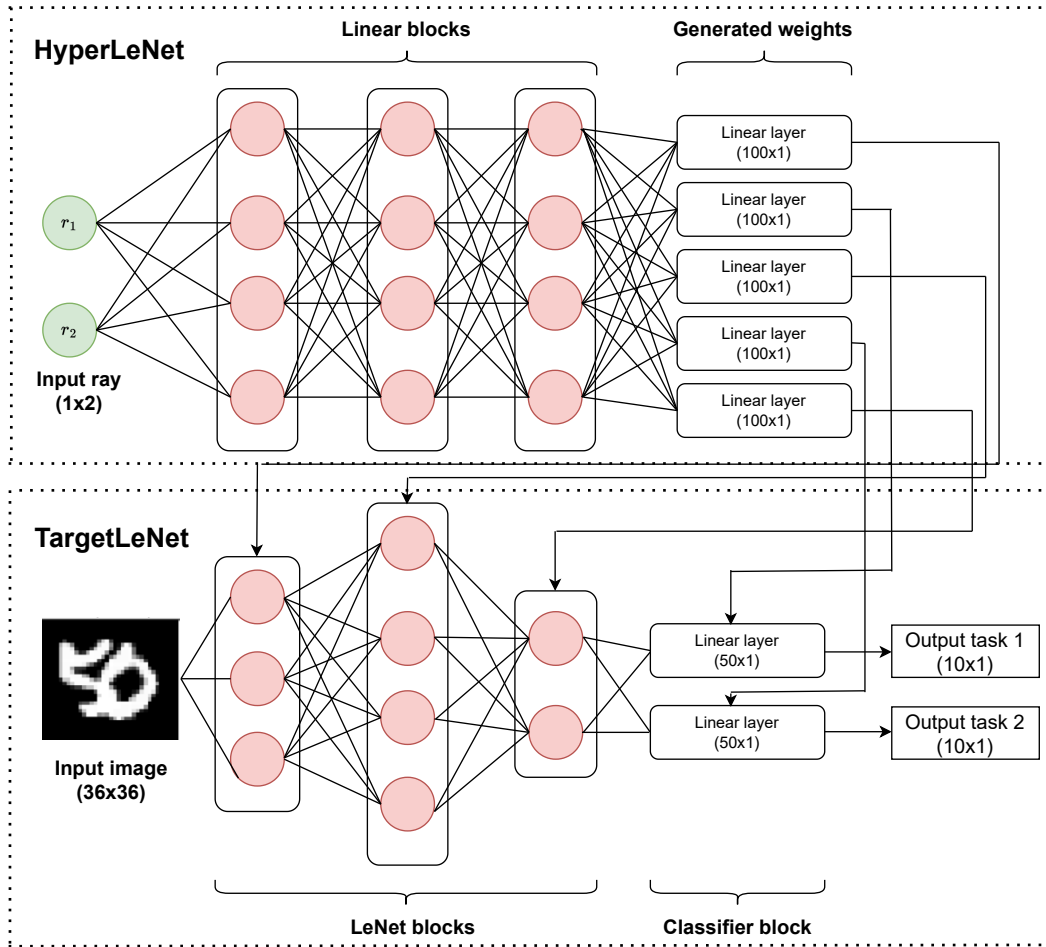 Linear blocks
Generated weights
HyperLeNet
Linear layer
(100x1)
Linear layer
(100x1)
Linear layer
(100x1)
Linear layer
(100x1)
Linear layer
(100x1)
r₁
r₂
Input ray
(1x2)
TargetLeNet
Input image
(36x36)
Linear layer
(50x1)
Linear layer
(50x1)
Output task 1
(10x1)
Output task 2
(10x1)
LeNet blocks
Classifier block